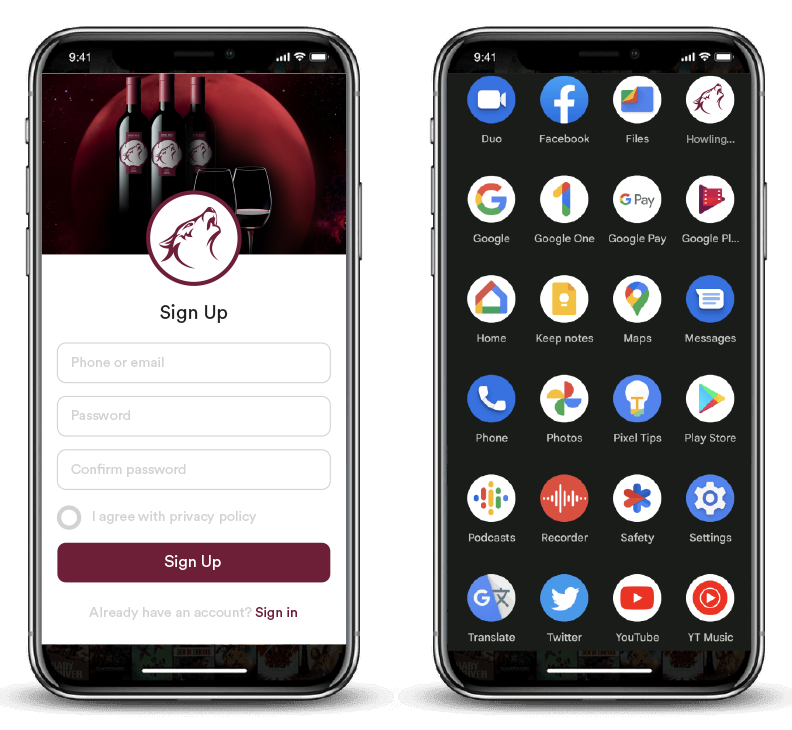 9:41
Sign Up
Phone or email
Password
Confirm password
I agree with privacy policy
Sign Up
Already have an account? Sign in
9:41
Duo Facebook Files Howling...
Google Google One Google Pay Google Pl...
G Pay
Home Keep notes Maps Messages
Phone Photos Pixel Tips Play Store
Podcasts Recorder Safety Settings
Translate Twitter YouTube YT Music